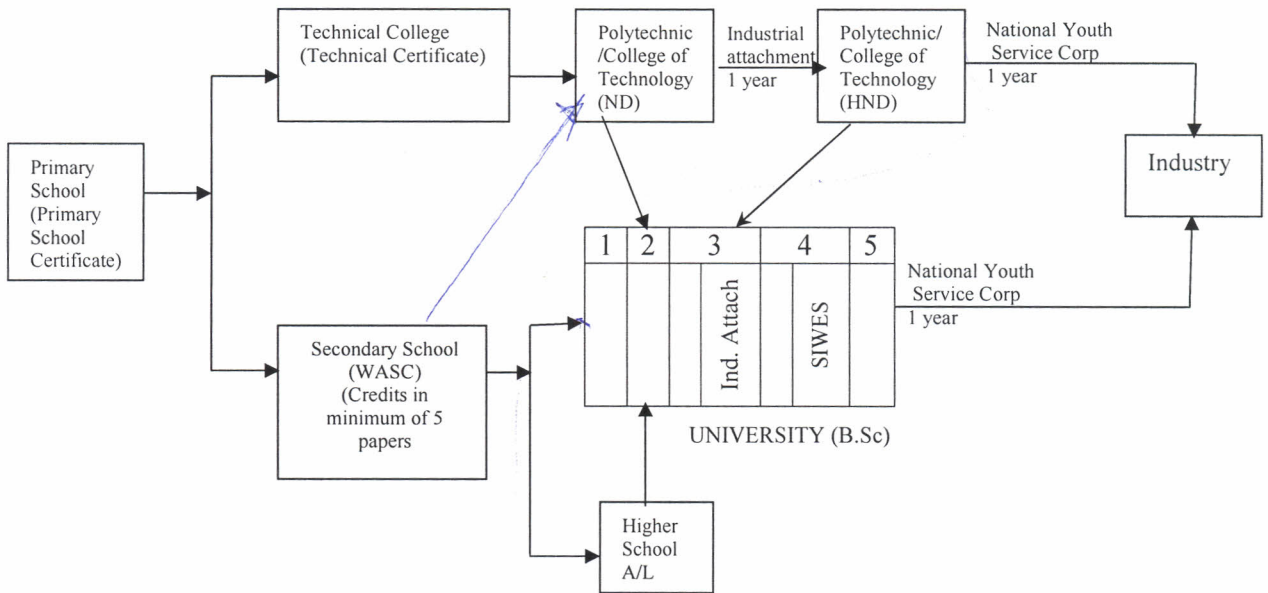 Technical College
(Technical Certificate)
Polytechnic
/College of
Technology
(ND)
Industrial
attachment
1 year
Polytechnic/
College of
Technology
(HND)
National Youth
Service Corp
1 year
Primary
School
(Primary
School
Certificate)
Industry
1 2 3 4 5
Ind. Attach
SIWES
National Youth
Service Corp
1 year
Secondary School
(WASC)
(Credits in
minimum of 5
papers
UNIVERSITY (B.Sc)
Higher
School
A/L